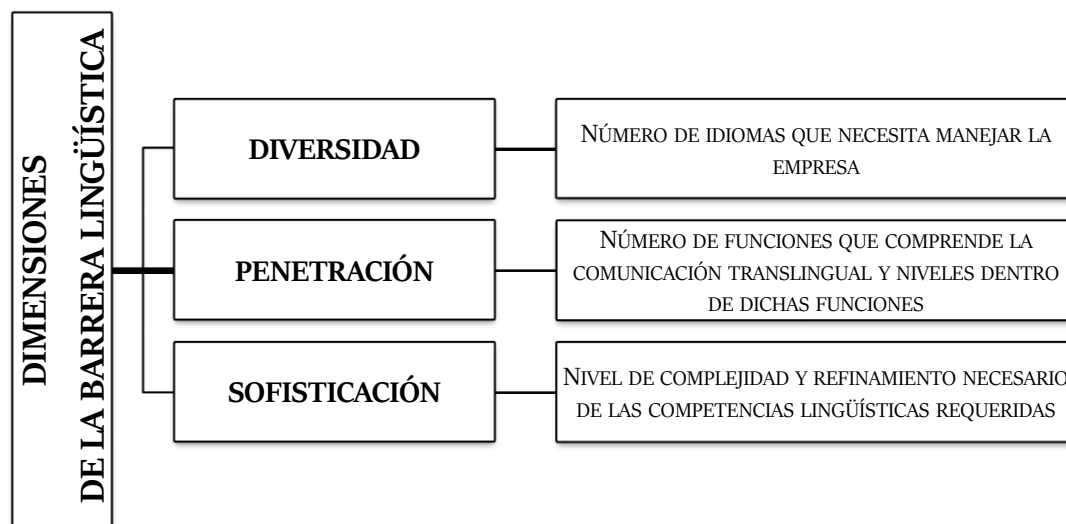 DIMENSIONES
DE LA BARRERA LINGÜÍSTICA
DIVERSIDAD
NÚMERO DE IDIOMAS QUE NECESITA MANEJAR LA
EMPRESA
PENETRACIÓN
NÚMERO DE FUNCIONES QUE COMPRENDE LA
COMUNICACIÓN TRANSLINGUAL Y NIVELES DENTRO
DE DICHAS FUNCIONES
SOFISTICACIÓN
NIVEL DE COMPLEJIDAD Y REFINAMIENTO NECESARIO
DE LAS COMPETENCIAS LINGÜÍSTICAS REQUERIDAS